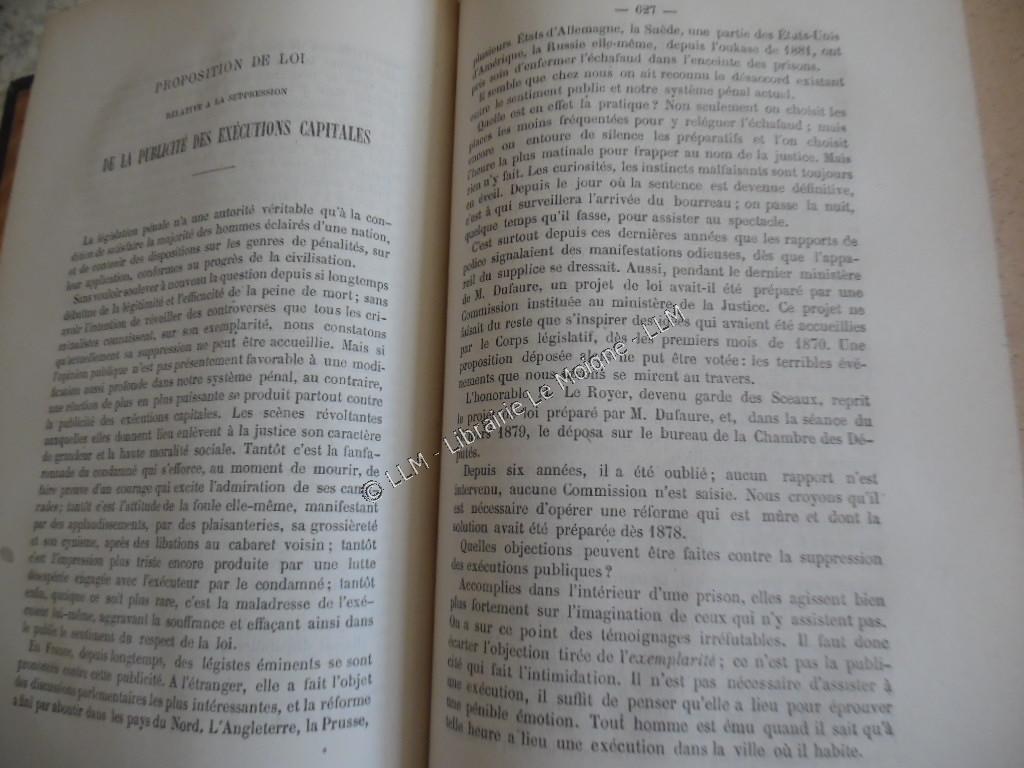 PROPOSITION DE LOI
RELATIVE A LA SUPPRESSION
DE LA PUBLICITÉ DES EXÉCUTIONS CAPITALES
La législation pénale n'a une autorité véritable qu'à la con-
dition de satisfaire la majorité des hommes éclairés d'une nation,
et de contenir des dispositions sur les genres de pénalités, sur
leur application, conformes au progrès de la civilisation.
Sans vouloir soulever à nouveau la question depuis si longtemps
débattue de la légitimité et l'efficacité de la peine de mort; sans
avoir l'intention de réveiller des controverses que tous les cri-
minalistes connaissent, sur son exemplarité, nous constatons
qu'actuellement sa suppression ne peut être accueillie. Mais si
l'opinion publique n'est pas présentement favorable à une modi-
fication aussi profonde dans notre système pénal, au contraire,
une réaction de plus en plus puissante se produit partout contre
la publicité des exécutions capitales. Les scènes révoltantes
auxquelles elles donnent lieu enlèvent à la justice son caractère
de grandeur et la haute moralité sociale. Tantôt c'est la fanfa-
ronnade du condamné qui s'efforce, au moment de mourir, de
faire preuve d'un courage qui excite l'admiration de ses cama-
rades; tantôt c'est l'attitude de la foule elle-même, manifestant
par des applaudissements, par des plaisanteries, sa grossièreté
et son cynisme, après des libations au cabaret voisin; tantôt
c'est l'impression plus triste encore produite par une lutte
désespérée engagée avec l'exécuteur par le condamné; tantôt
enfin, quoique ce soit plus rare, c'est la maladresse de l'exé-
cuteur lui-même, aggravant la souffrance et effaçant ainsi dans
le public le sentiment du respect de la loi.
En France, depuis longtemps, des légistes éminents se sont
prononcés contre cette publicité. A l'étranger, elle a fait l'objet
des discussions parlementaires les plus intéressantes, et la réforme
a fini par aboutir dans les pays du Nord. L'Angleterre, la Prusse,
— 627 —
plusieurs États d'Allemagne, la Suède, une partie des États-Unis
d'Amérique, la Russie elle-même, depuis l'oukase de 1881, ont
pris soin d'enfermer l'échafaud dans l'enceinte des prisons.
Il semble que chez nous on ait reconnu le désaccord existant
entre le sentiment public et notre système pénal actuel.
Quelle est en effet la pratique? Non seulement on choisit les
places les moins fréquentées pour y reléguer l'échafaud; mais
encore on entoure de silence les préparatifs et l'on choisit
l'heure la plus matinale pour frapper au nom de la justice. Mais
rien n'y fait. Les curiosités, les instincts malfaisants sont toujours
en éveil. Depuis le jour où la sentence est devenue définitive,
c'est à qui surveillera l'arrivée du bourreau; on passe la nuit,
quelque temps qu'il fasse, pour assister au spectacle.
C'est surtout depuis ces dernières années que les rapports de
police signalaient des manifestations odieuses, dès que l'appa-
reil du supplice se dressait. Aussi, pendant le dernier ministère
de M. Dufaure, un projet de loi avait-il été préparé par une
Commission instituée au ministère de la Justice. Ce projet ne
faisait du reste que s'inspirer des idées qui avaient été accueillies
par le Corps législatif, dès les premiers mois de 1870. Une
proposition déposée alors ne put être votée: les terribles évé-
nements que nous savons se mirent au travers.
L'honorable M. Le Royer, devenu garde des Sceaux, reprit
le projet de loi préparé par M. Dufaure, et, dans la séance du
1879, le déposa sur le bureau de la Chambre des Dé-
putés.
Depuis six années, il a été oublié; aucun rapport n'est
intervenu, aucune Commission n'est saisie. Nous croyons qu'il
est nécessaire d'opérer une réforme qui est mûre et dont la
solution avait été préparée dès 1878.
Quelles objections peuvent être faites contre la suppression
des exécutions publiques?
Accomplies dans l'intérieur d'une prison, elles agissent bien
plus fortement sur l'imagination de ceux qui n'y assistent pas.
On a sur ce point des témoignages irréfutables. Il faut donc
écarter l'objection tirée de l'exemplarité; ce n'est pas la publi-
cité qui fait l'intimidation. Il n'est pas nécessaire d'assister à
une exécution, il suffit de penser qu'elle a lieu pour éprouver
une pénible émotion. Tout homme est ému quand il sait qu'à
telle heure a lieu une exécution dans la ville où il habite.
© LLM - Librairie Le Molone - LLM